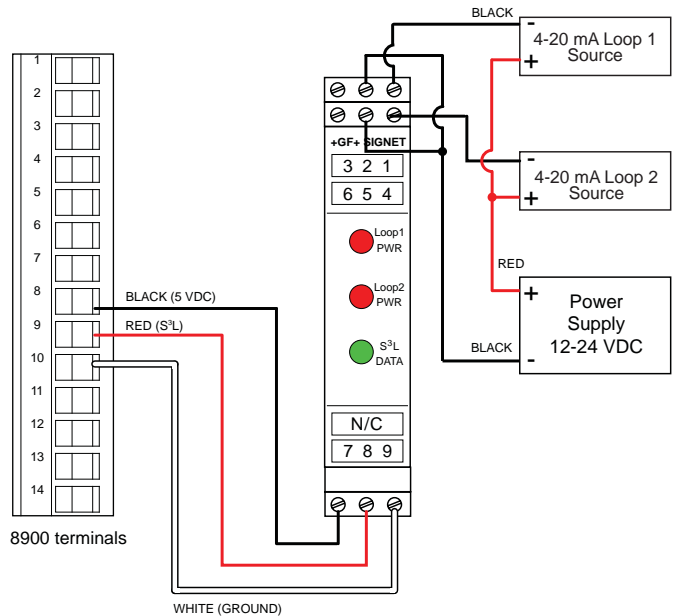 1
2
3
4
5
6
7
8
9
10
11
12
13
14
8900 terminals
BLACK (5 VDC)
RED (S³L)
WHITE (GROUND)
+GF+ SIGNET
3 2 1
6 5 4
Loop1
PWR
Loop2
PWR
S³L
DATA
N/C
7 8 9
BLACK
-
4-20 mA Loop 1
Source
+
-
4-20 mA Loop 2
Source
+
RED
+
Power
Supply
12-24 VDC
BLACK
-